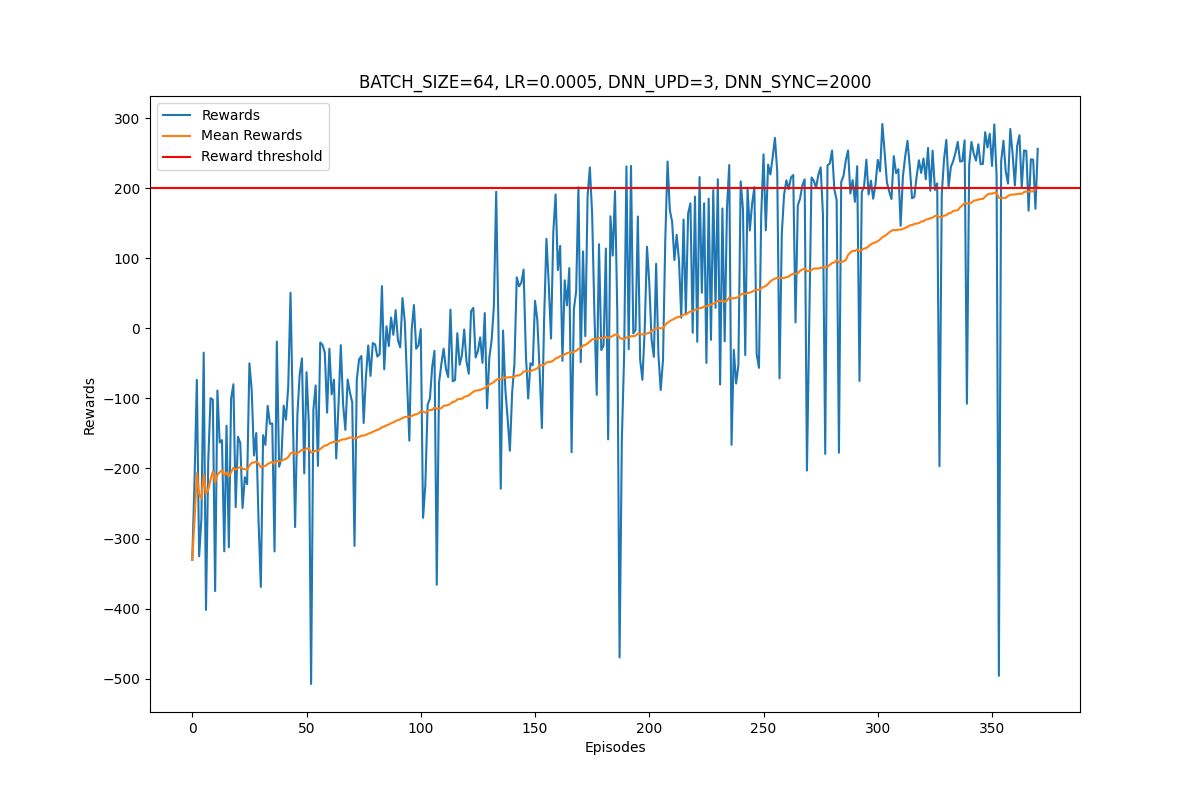 BATCH_SIZE=64, LR=0.0005, DNN_UPD=3, DNN_SYNC=2000
Rewards
Mean Rewards
Reward threshold
300
200
100
0
−100
−200
−300
−400
−500
Rewards
0 50 100 150 200 250 300 350
Episodes